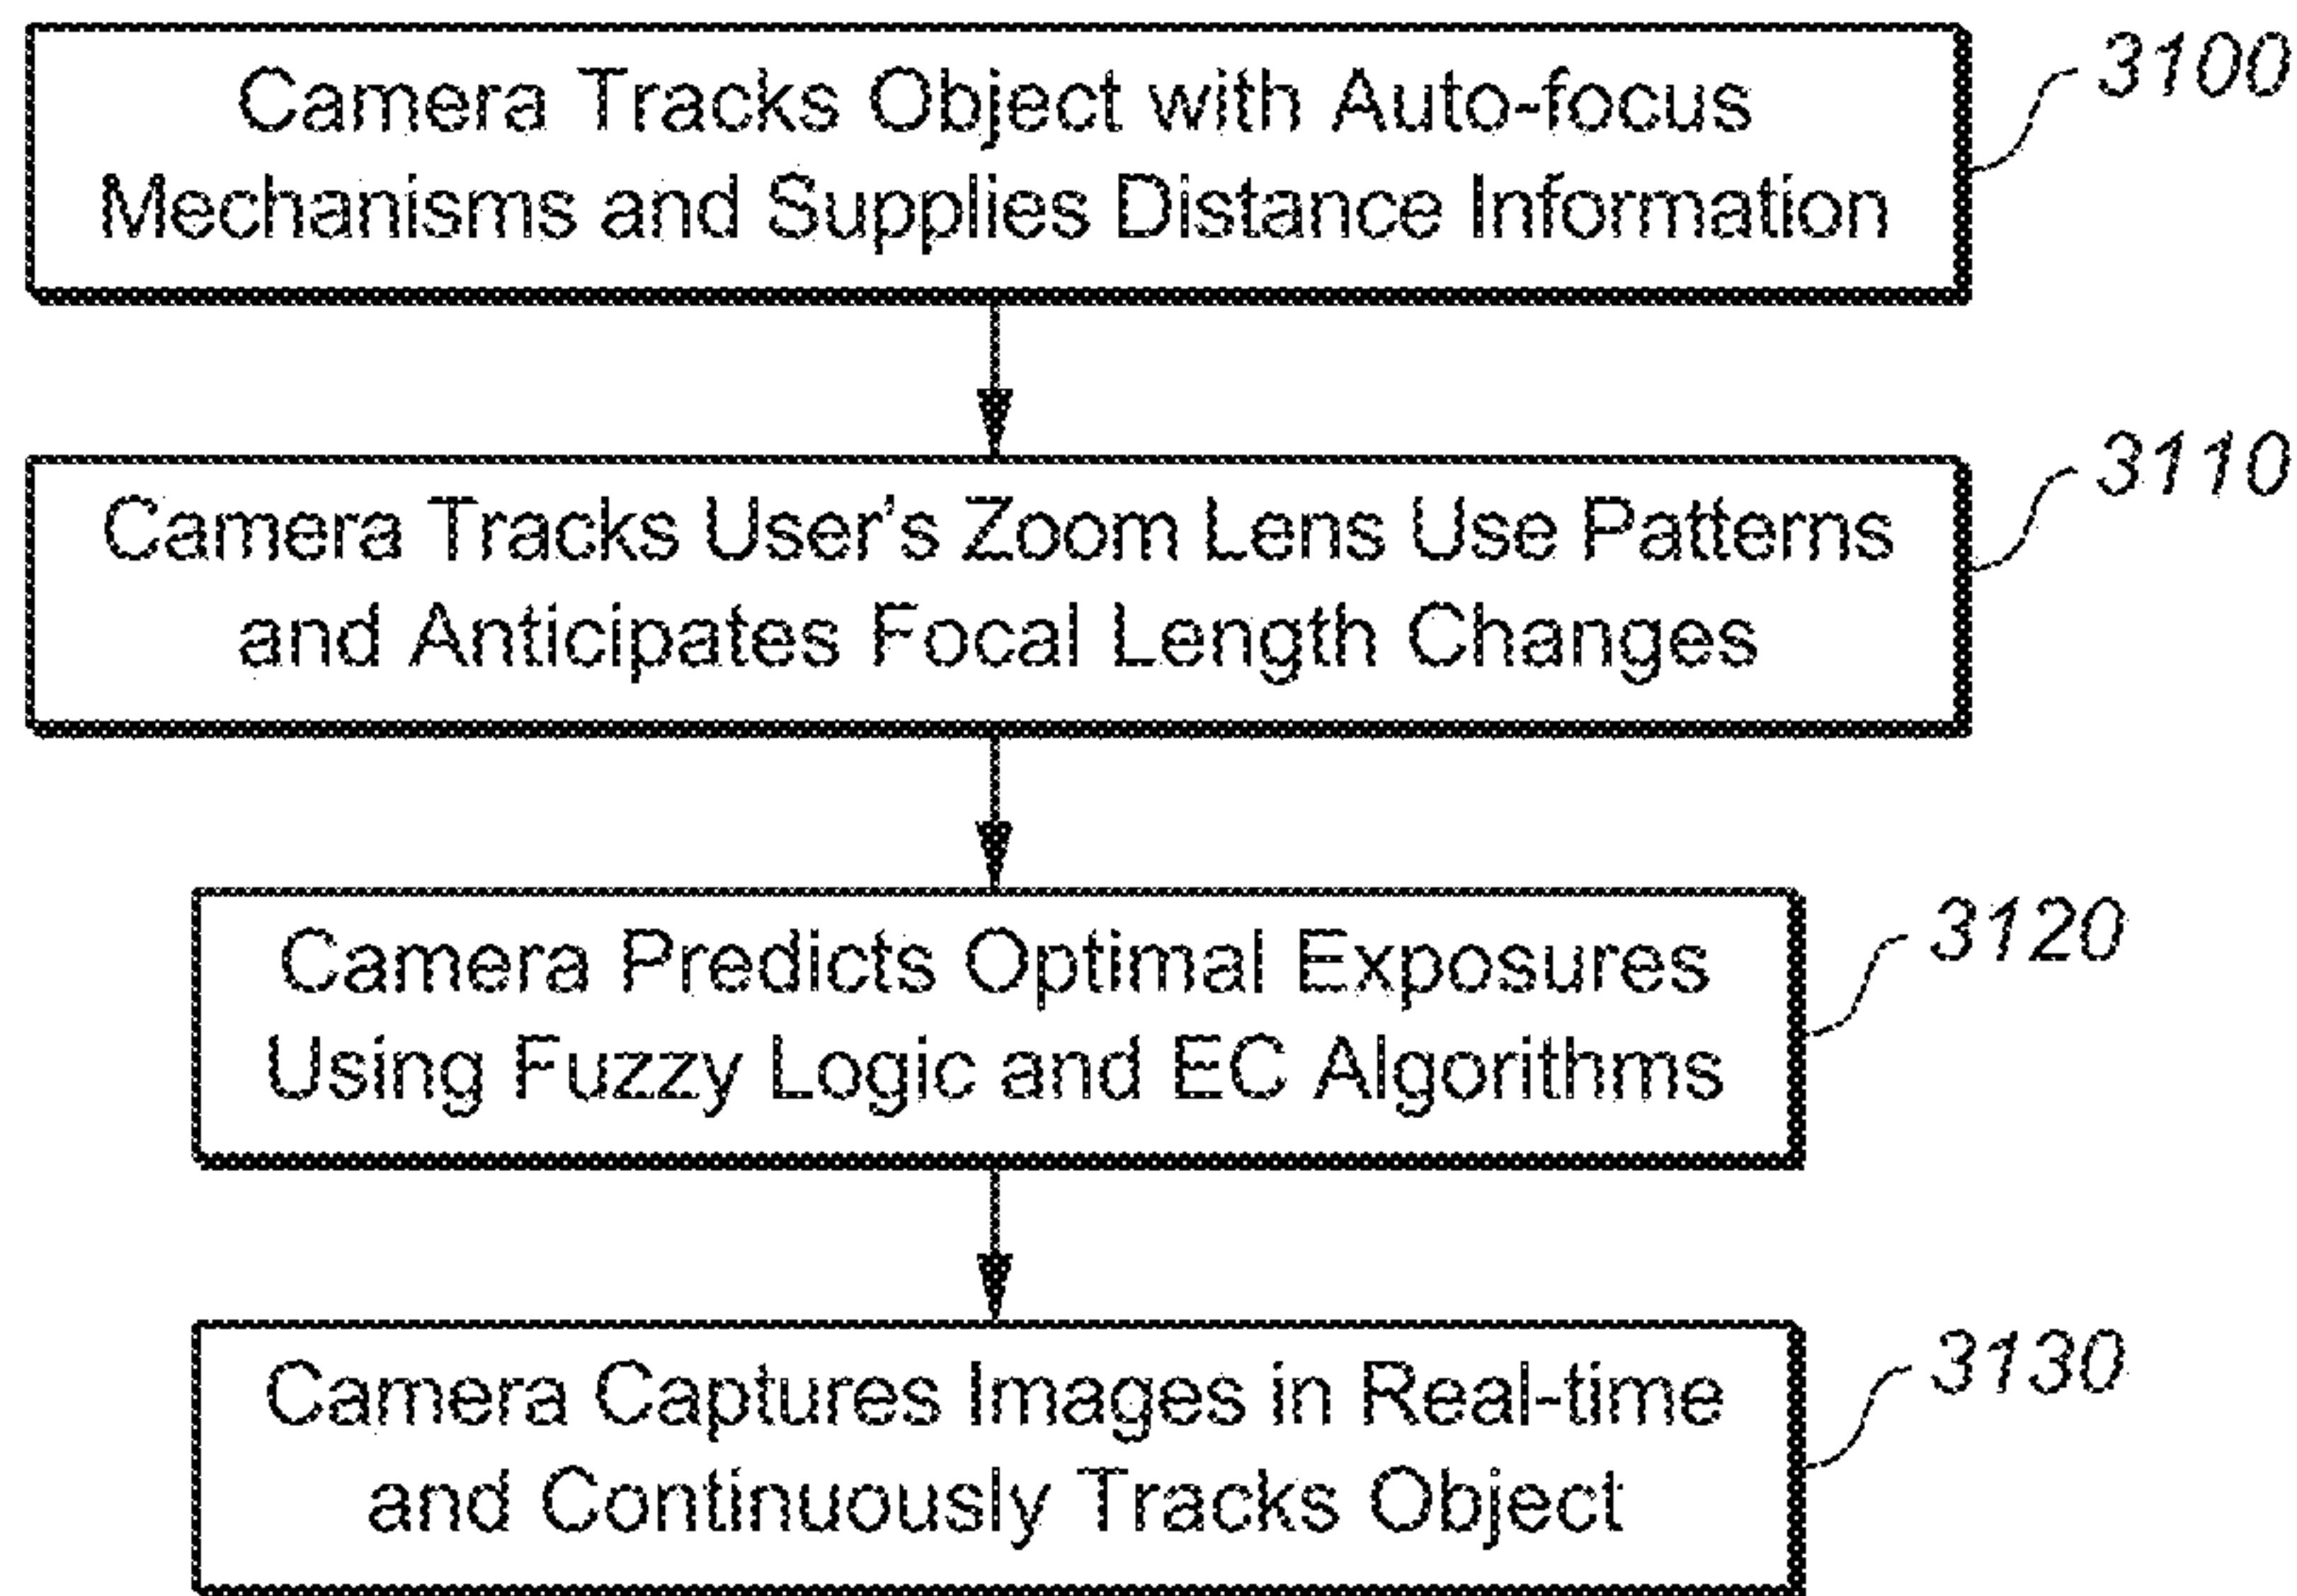 Camera Tracks Object with Auto-focus
Mechanisms and Supplies Distance Information
3100
Camera Tracks User's Zoom Lens Use Patterns
and Anticipates Focal Length Changes
3110
Camera Predicts Optimal Exposures
Using Fuzzy Logic and EC Algorithms
3120
Camera Captures Images in Real-time
and Continuously Tracks Object
3130